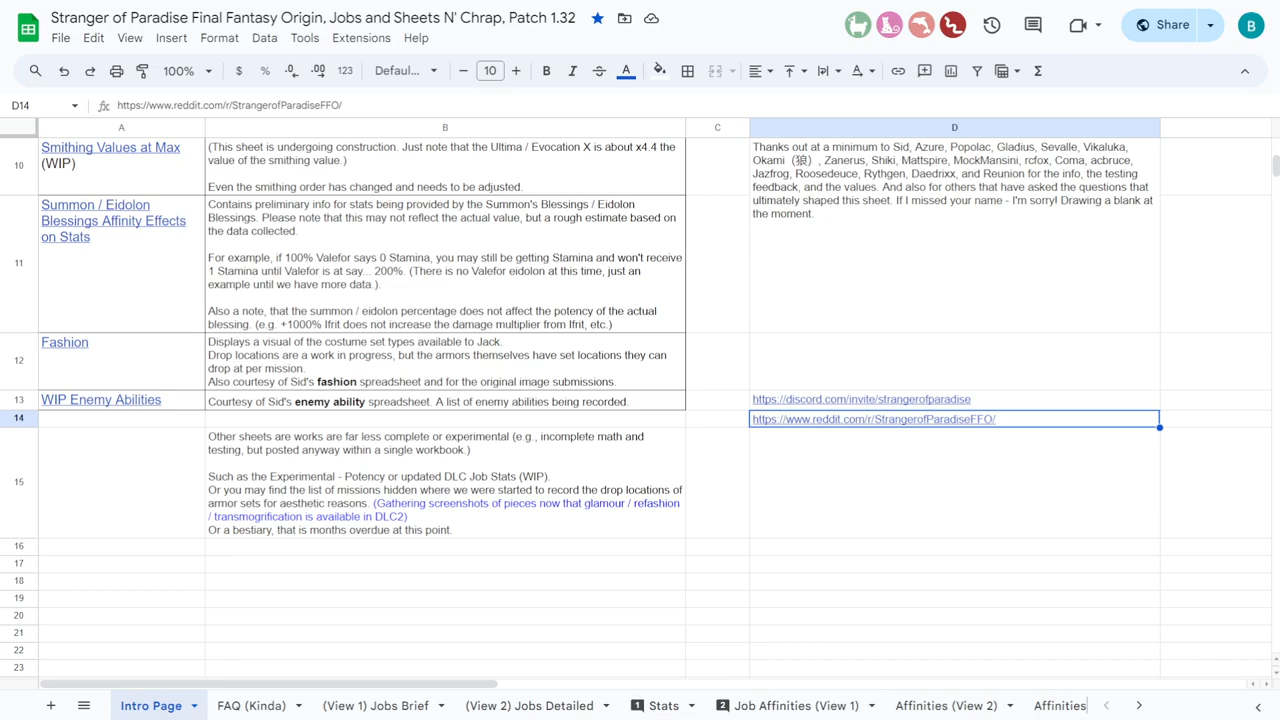 Stranger of Paradise Final Fantasy Origin, Jobs and Sheets N' Chrap, Patch 1.32
File Edit View Insert Format Data Tools Extensions Help
Share
B
100%
$ % .0 .00 123
Defaul...
10
B I A
D14
https://www.reddit.com/r/StrangerofParadiseFFO/
A B C D
10
Smithing Values at Max
(WIP)
(This sheet is undergoing construction. Just note that the Ultima / Evocation X is about x4.4 the
value of the smithing value.)
Even the smithing order has changed and needs to be adjusted.
Thanks out at a minimum to Sid, Azure, Popolac, Gladius, Sevalle, Vikaluka,
Okami（狼）, Zanerus, Shiki, Mattspire, MockMansini, rcfox, Coma, acbruce,
Jazfrog, Roosedeuce, Rythgen, Daedrixx, and Reunion for the info, the testing
feedback, and the values. And also for others that have asked the questions that
ultimately shaped this sheet. If I missed your name - I'm sorry! Drawing a blank at
the moment.
11
Summon / Eidolon
Blessings Affinity Effects
on Stats
Contains preliminary info for stats being provided by the Summon's Blessings / Eidolon
Blessings. Please note that this may not reflect the actual value, but a rough estimate based on
the data collected.
For example, if 100% Valefor says 0 Stamina, you may still be getting Stamina and won't receive
1 Stamina until Valefor is at say... 200%. (There is no Valefor eidolon at this time, just an
example until we have more data.).
Also a note, that the summon / eidolon percentage does not affect the potency of the actual
blessing. (e.g. +1000% Ifrit does not increase the damage multiplier from Ifrit, etc.)
12
Fashion
Displays a visual of the costume set types available to Jack.
Drop locations are a work in progress, but the armors themselves have set locations they can
drop at per mission.
Also courtesy of Sid's fashion spreadsheet and for the original image submissions.
13
WIP Enemy Abilities
Courtesy of Sid's enemy ability spreadsheet. A list of enemy abilities being recorded.
https://discord.com/invite/strangerofparadise
14
https://www.reddit.com/r/StrangerofParadiseFFO/
15
Other sheets are works are far less complete or experimental (e.g., incomplete math and
testing, but posted anyway within a single workbook.)
Such as the Experimental - Potency or updated DLC Job Stats (WIP).
Or you may find the list of missions hidden where we were started to record the drop locations of
armor sets for aesthetic reasons. (Gathering screenshots of pieces now that glamour / refashion
/ transmogrification is available in DLC2)
Or a bestiary, that is months overdue at this point.
16
17
18
19
20
21
22
23
Intro Page FAQ (Kinda) (View 1) Jobs Brief (View 2) Jobs Detailed 1 Stats 2 Job Affinities (View 1) Affinities (View 2) Affinities